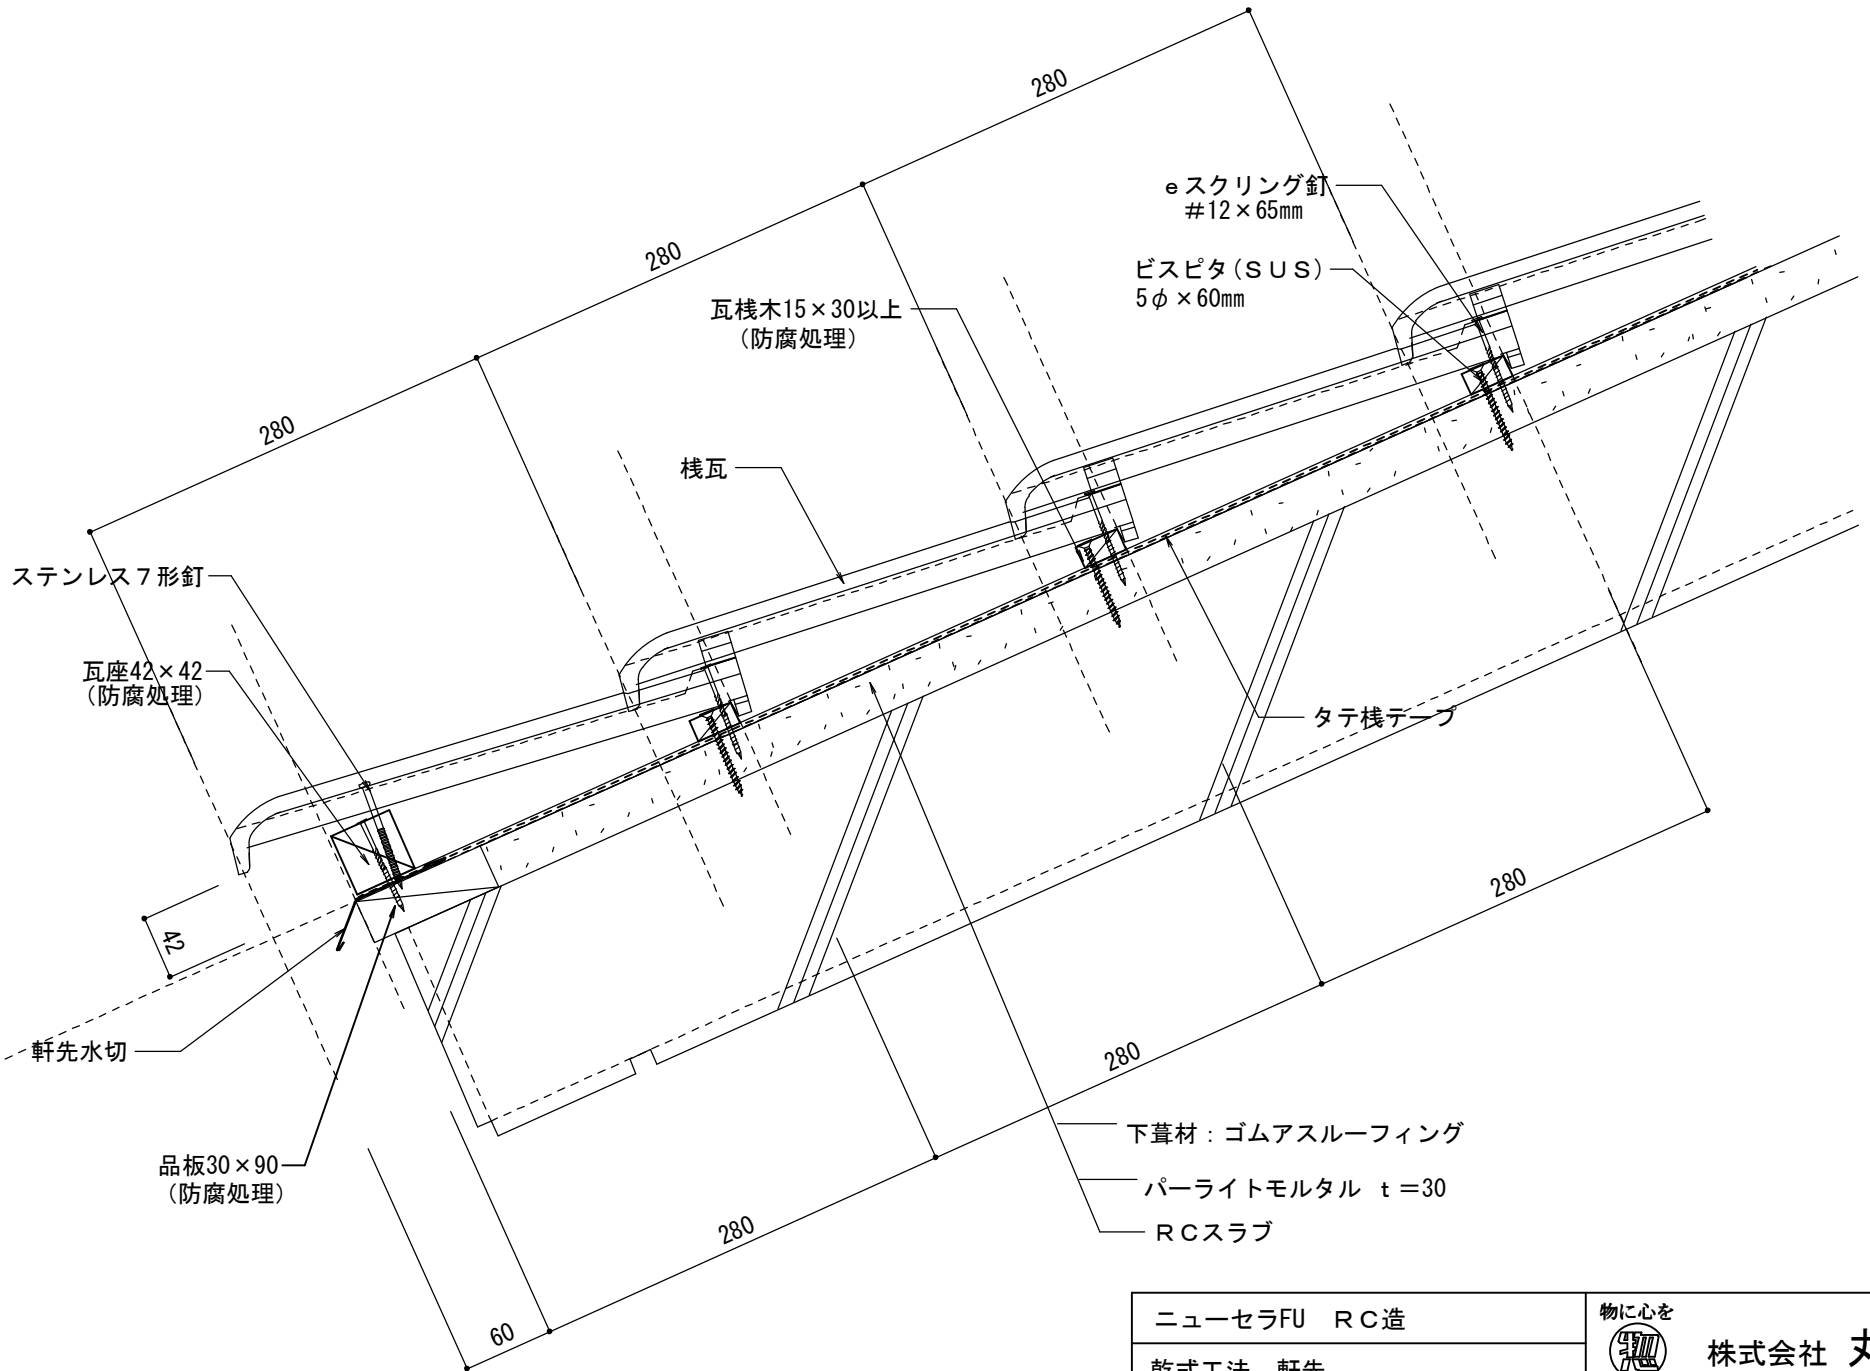 280
280
280
eスクリング釘
#12×65mm
ビスピタ(SUS)
5φ×60mm
瓦桟木15×30以上
(防腐処理)
桟瓦
ステンレス7形釘
瓦座42×42
(防腐処理)
タテ桟テープ
42
280
軒先水切
280
品板30×90
(防腐処理)
280
60
下葺材:ゴムアスルーフィング
パーライトモルタル t=30
RCスラブ
ニューセラFU RC造
乾式工法 軒先
物に心を
株式会社